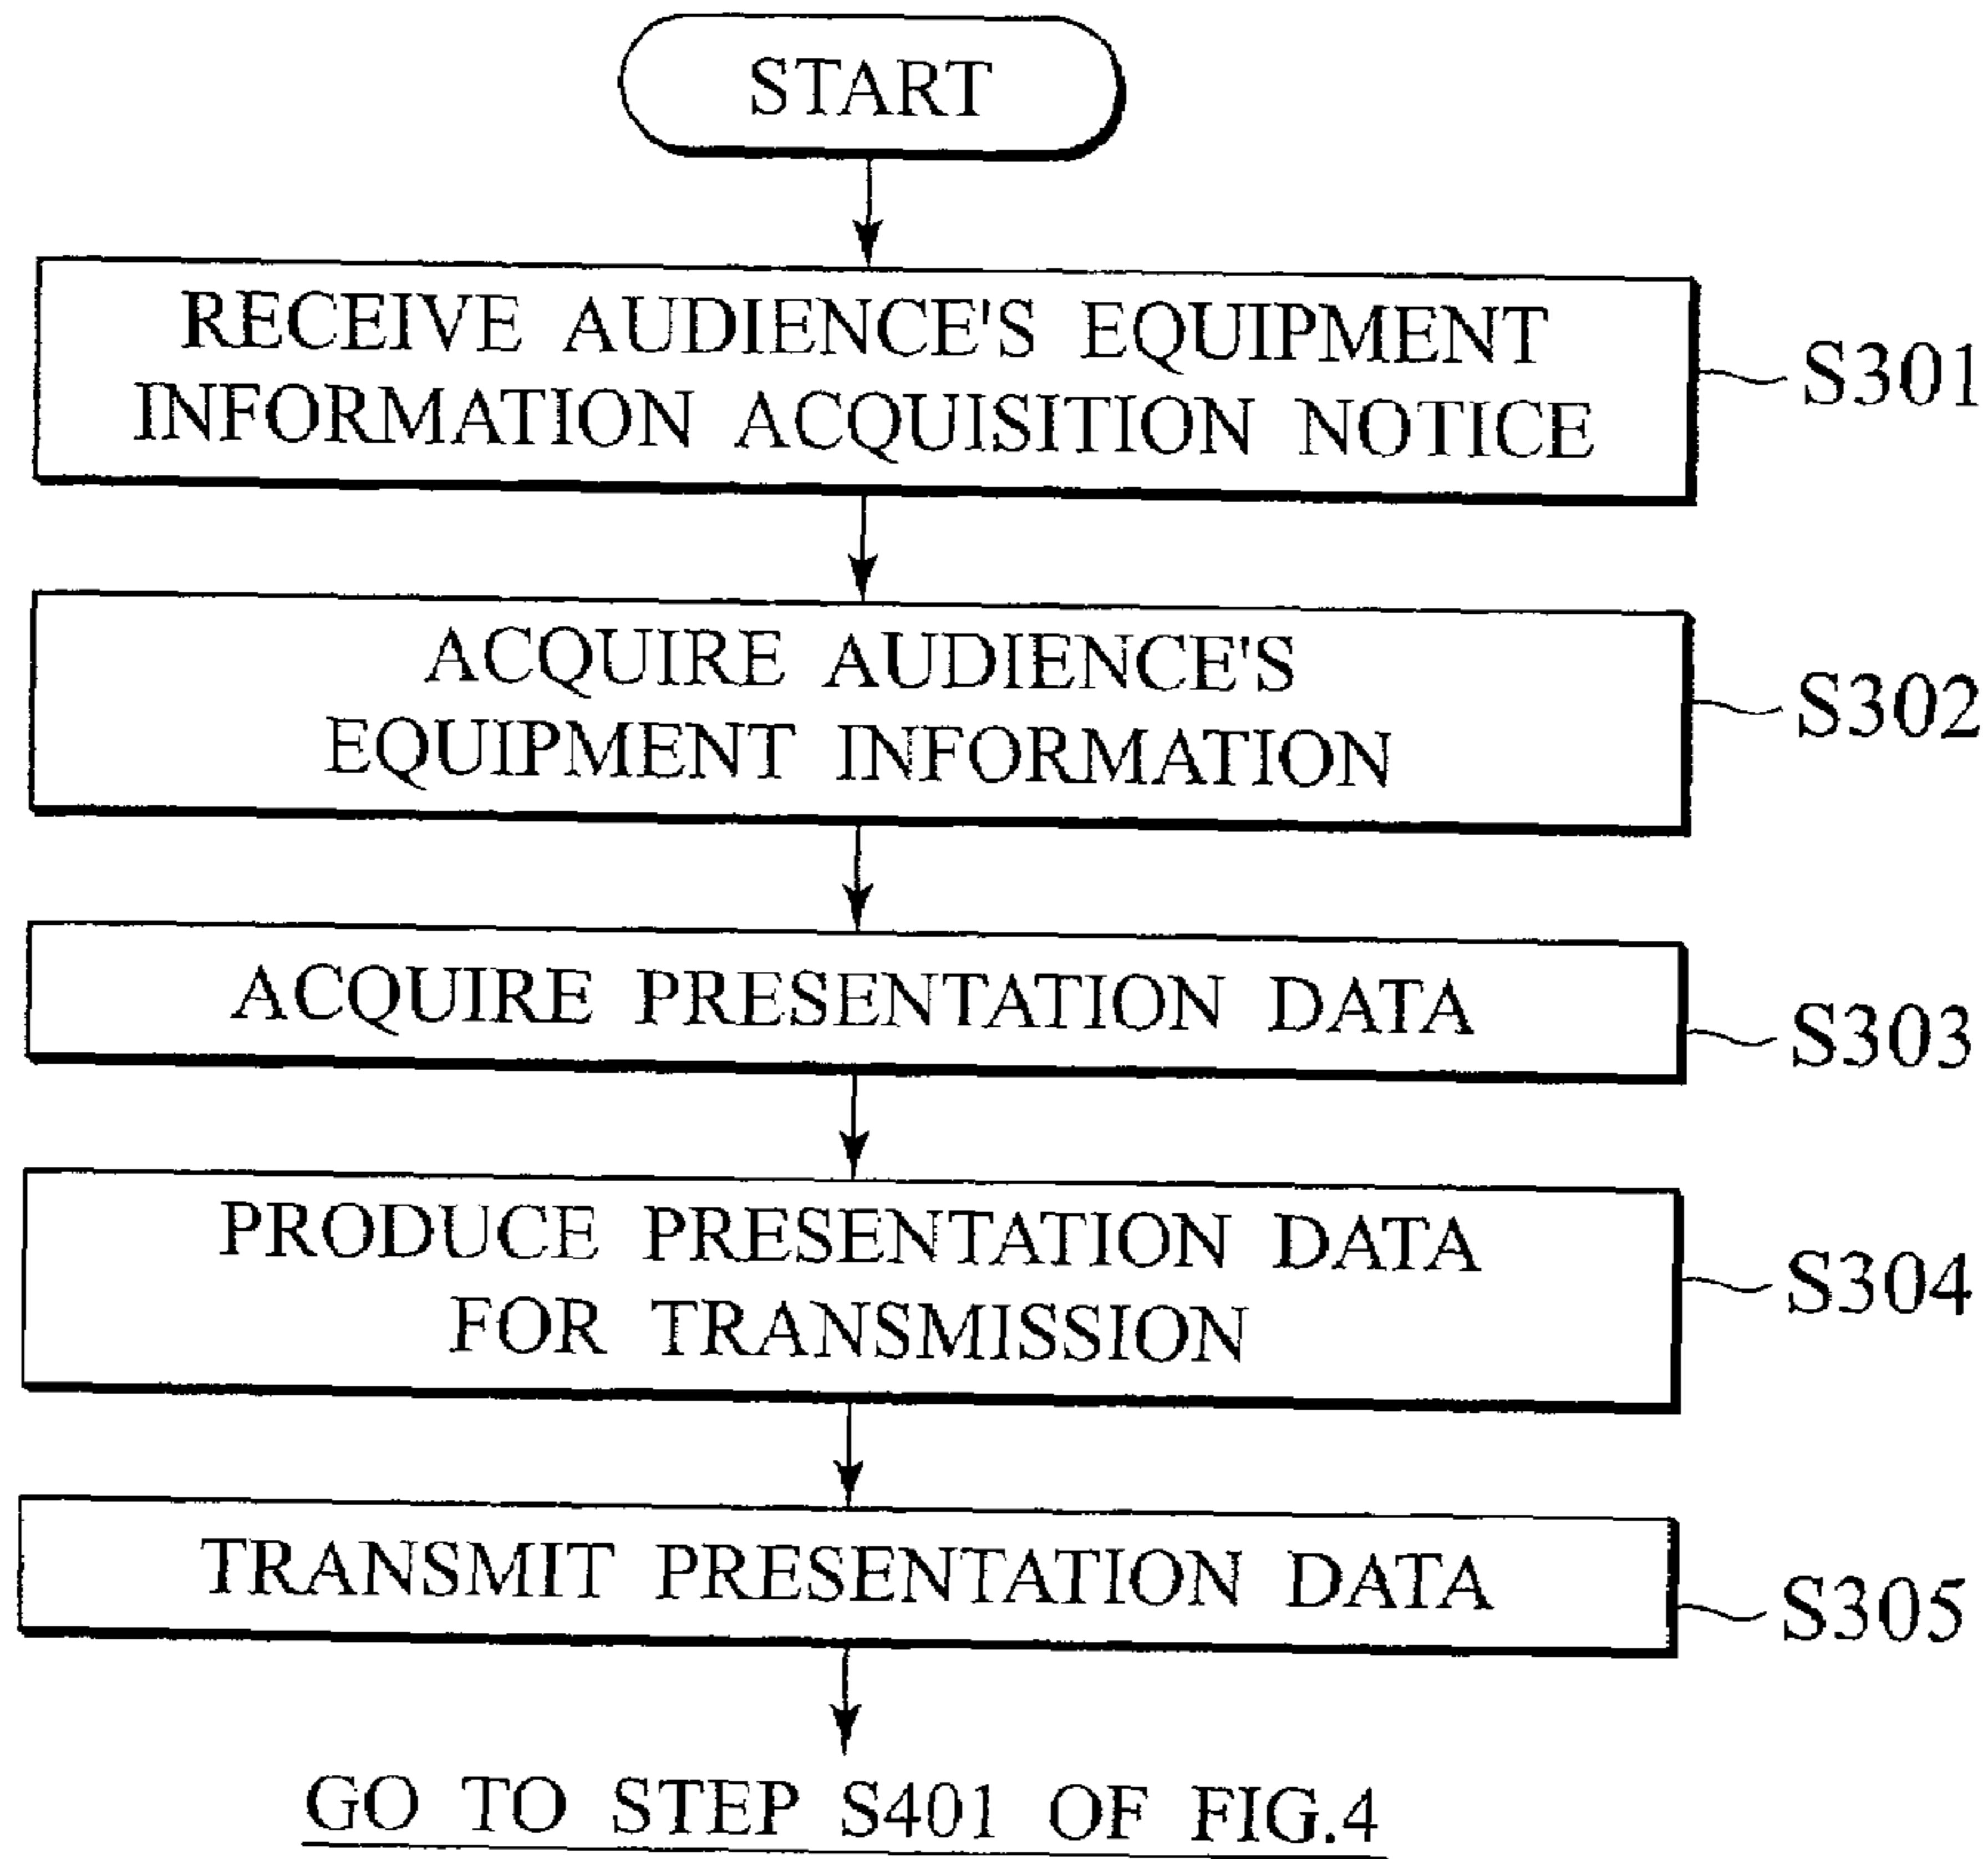 START
RECEIVE AUDIENCE'S EQUIPMENT
INFORMATION ACQUISITION NOTICE
S301
ACQUIRE AUDIENCE'S
EQUIPMENT INFORMATION
S302
ACQUIRE PRESENTATION DATA
S303
PRODUCE PRESENTATION DATA
FOR TRANSMISSION
S304
TRANSMIT PRESENTATION DATA
S305
GO TO STEP S401 OF FIG.4